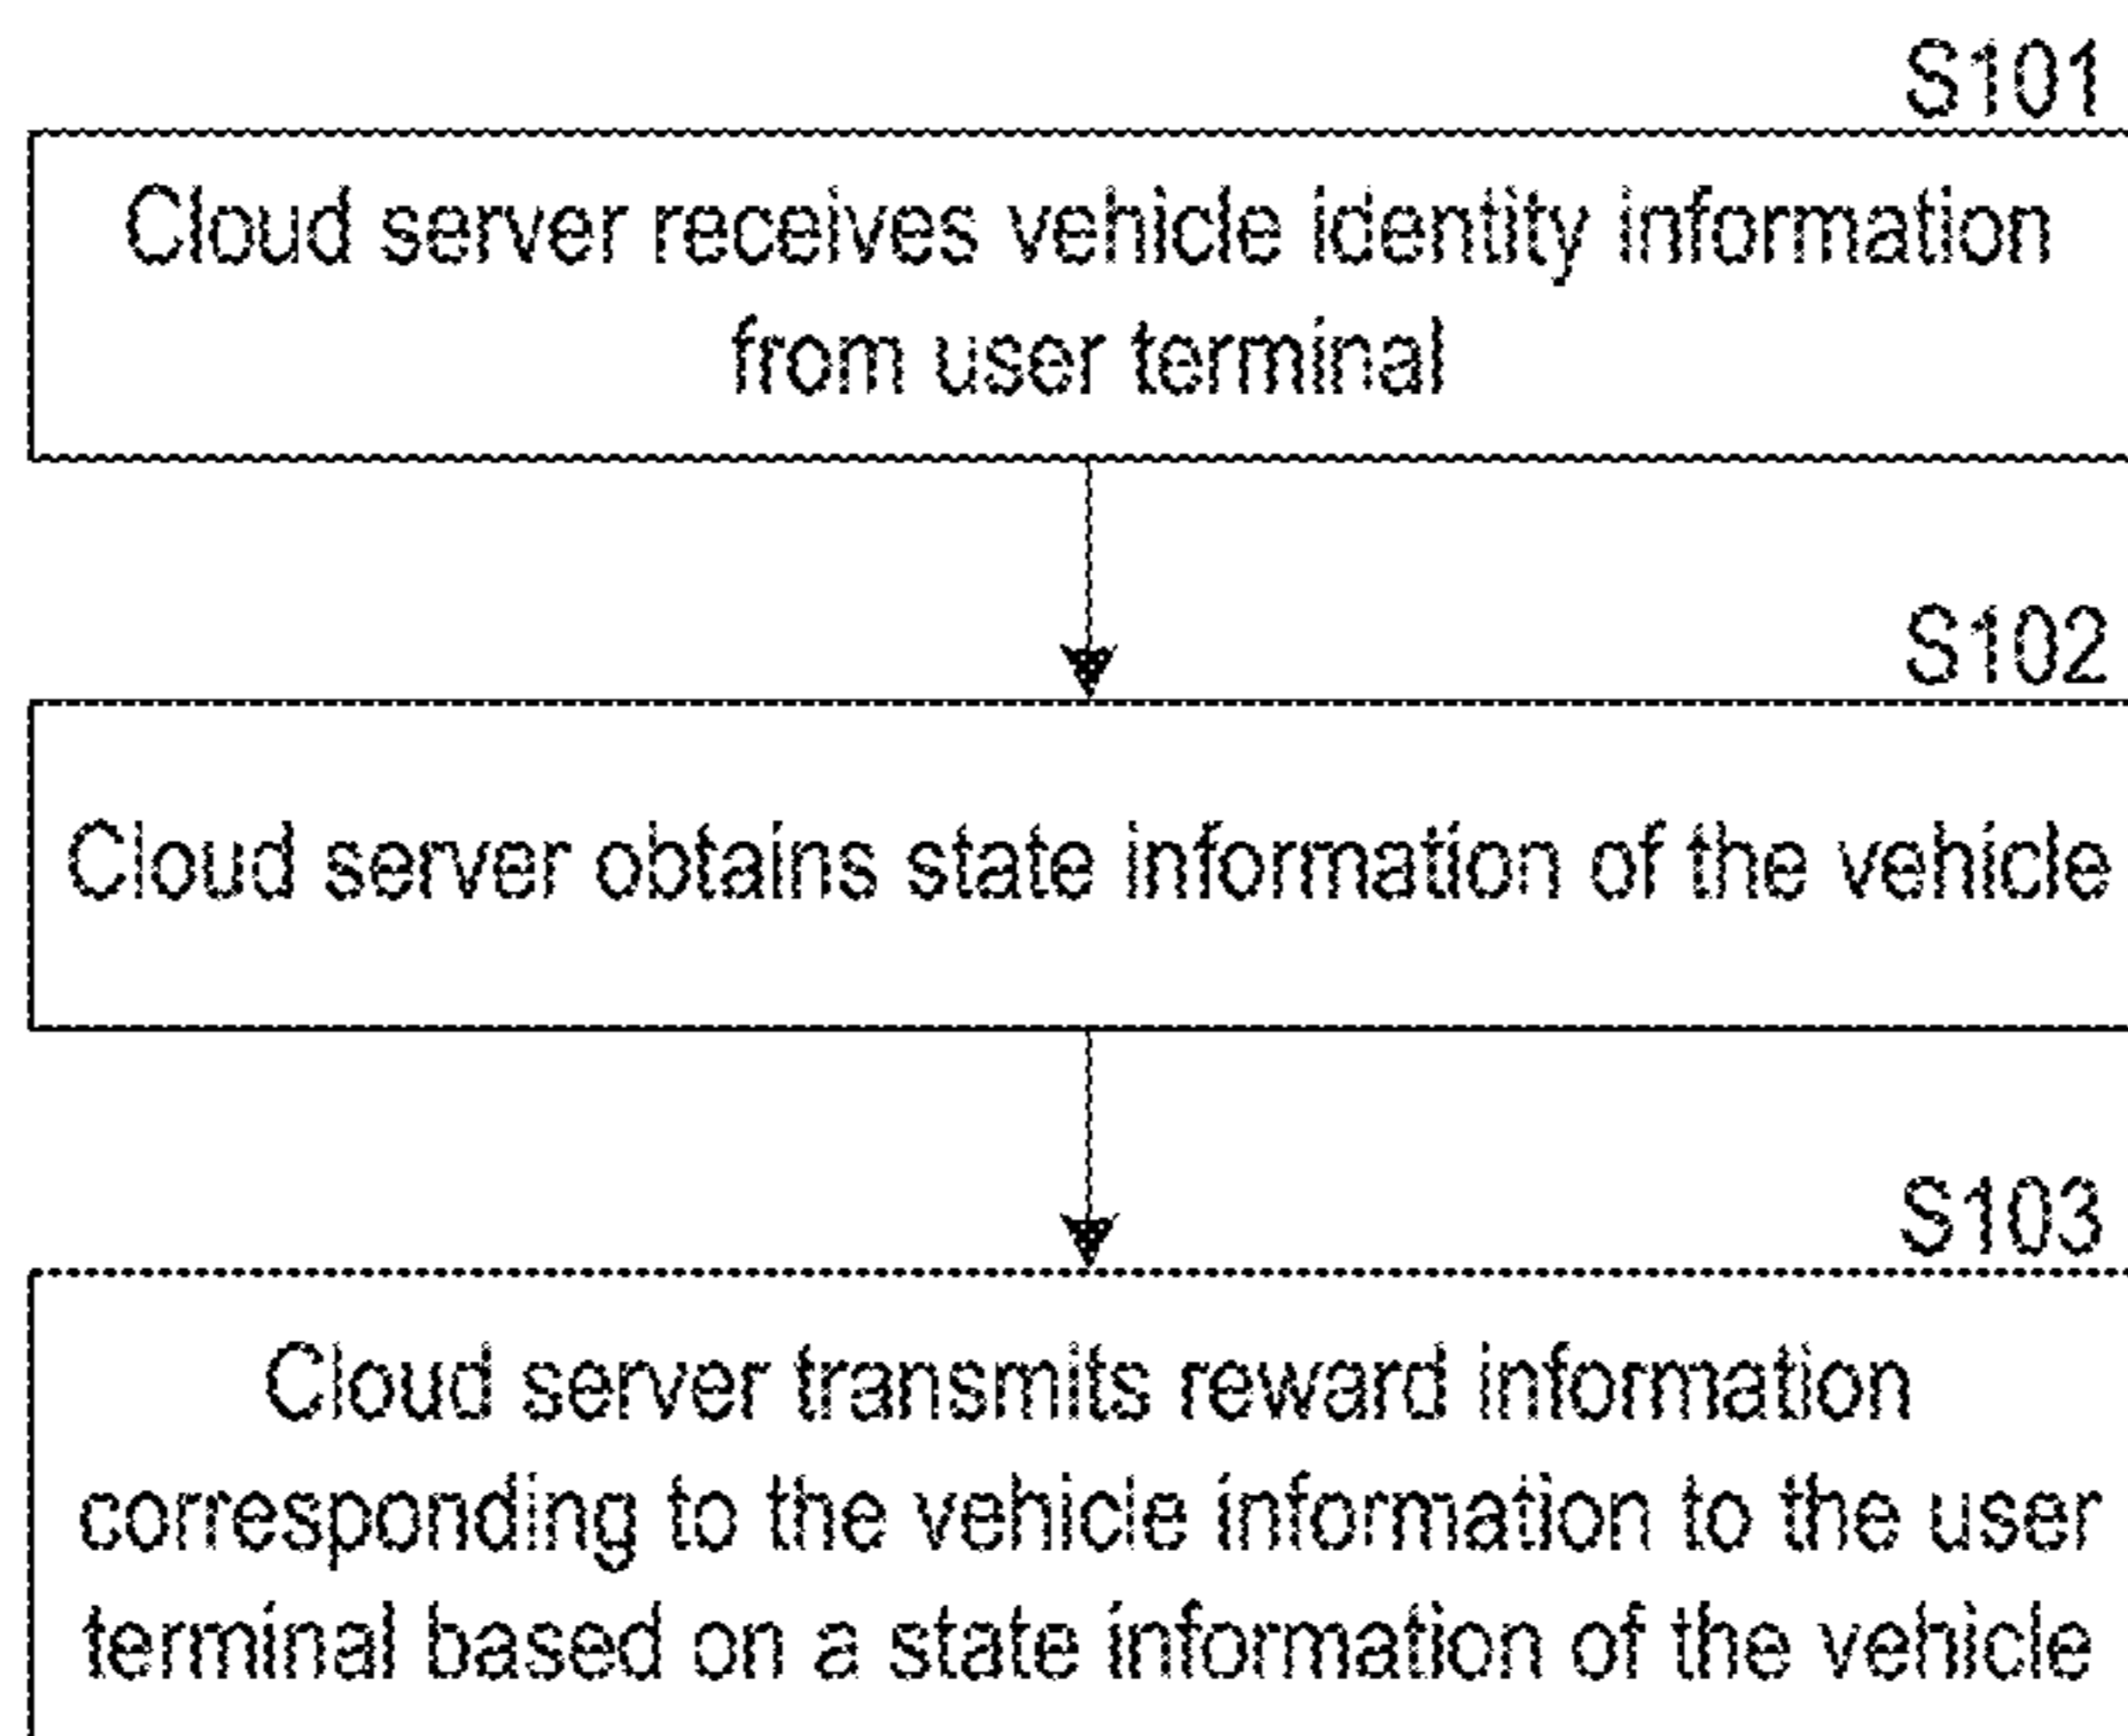 S101
Cloud server receives vehicle identity information
from user terminal
S102
Cloud server obtains state information of the vehicle
S103
Cloud server transmits reward information
corresponding to the vehicle information to the user
terminal based on a state information of the vehicle